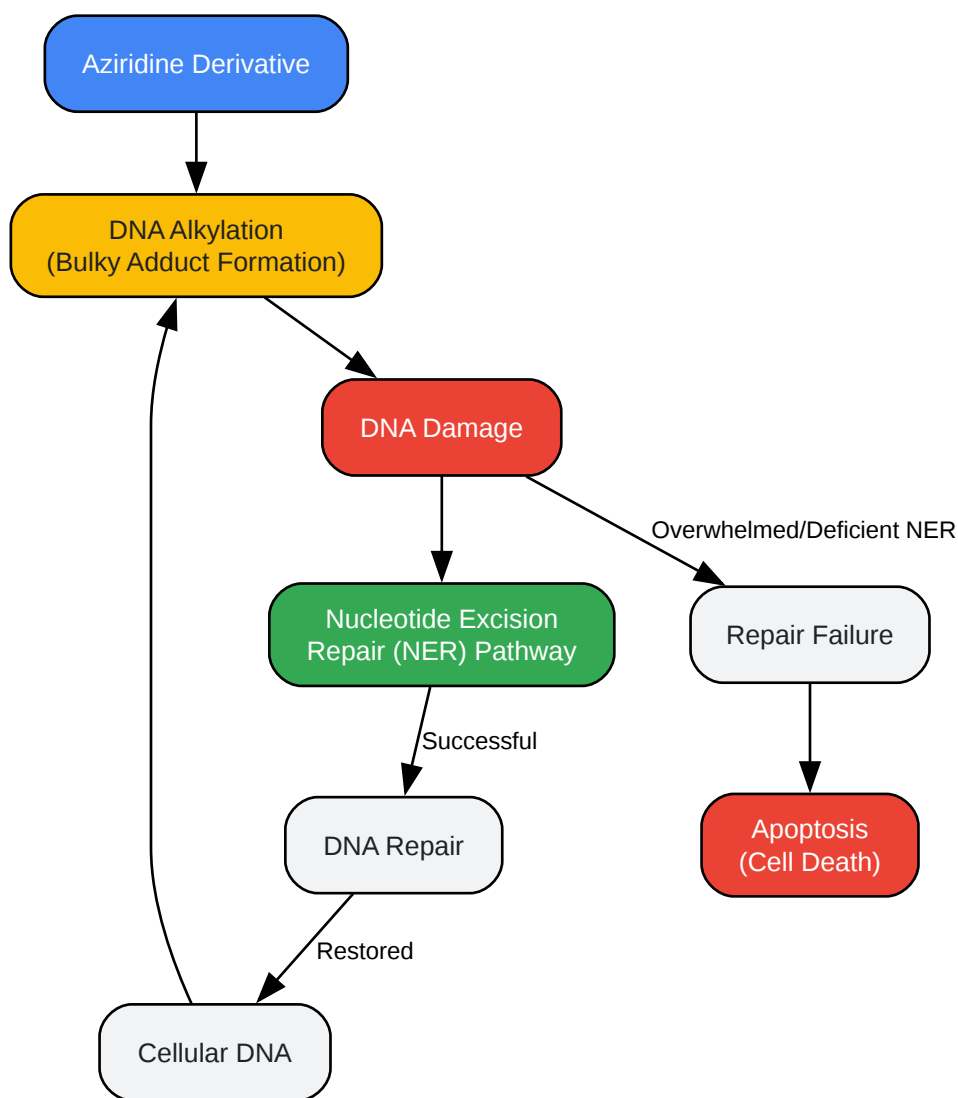 Aziridine Derivative
DNA Alkylation
(Bulky Adduct Formation)
DNA Damage
Overwhelmed/Deficient NER
Nucleotide Excision
Repair (NER) Pathway
Repair Failure
Successful
DNA Repair
Apoptosis
(Cell Death)
Restored
Cellular DNA